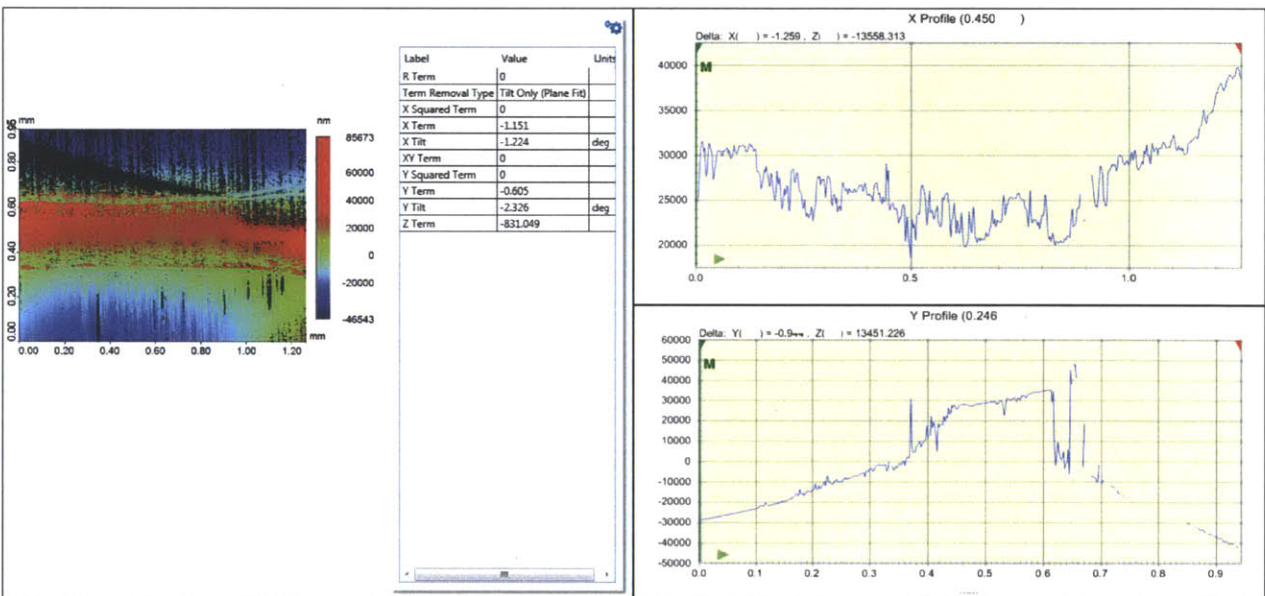 mm
0.95
0.80
0.60
0.40
0.20
0.00
0.00 0.20 0.40 0.60 0.80 1.00 1.20
mm
nm
85673
60000
40000
20000
0
-20000
-46543
Label Value Units
R Term 0
Term Removal Type Tilt Only (Plane Fit)
X Squared Term 0
X Term -1.151
X Tilt -1.224 deg
XY Term 0
Y Squared Term 0
Y Term -0.605
Y Tilt -2.326 deg
Z Term -831.049
X Profile (0.450 )
Delta: X( ) = -1.259 , Z( ) = -13558.313
M
40000
35000
30000
25000
20000
0.0 0.5 1.0
Y Profile (0.246
Delta: Y( ) = , Z( ) = 13451.226
M
60000
50000
40000
30000
20000
10000
0
-10000
-20000
-30000
-40000
-50000
0.0 0.1 0.2 0.3 0.4 0.5 0.6 0.7 0.8 0.9